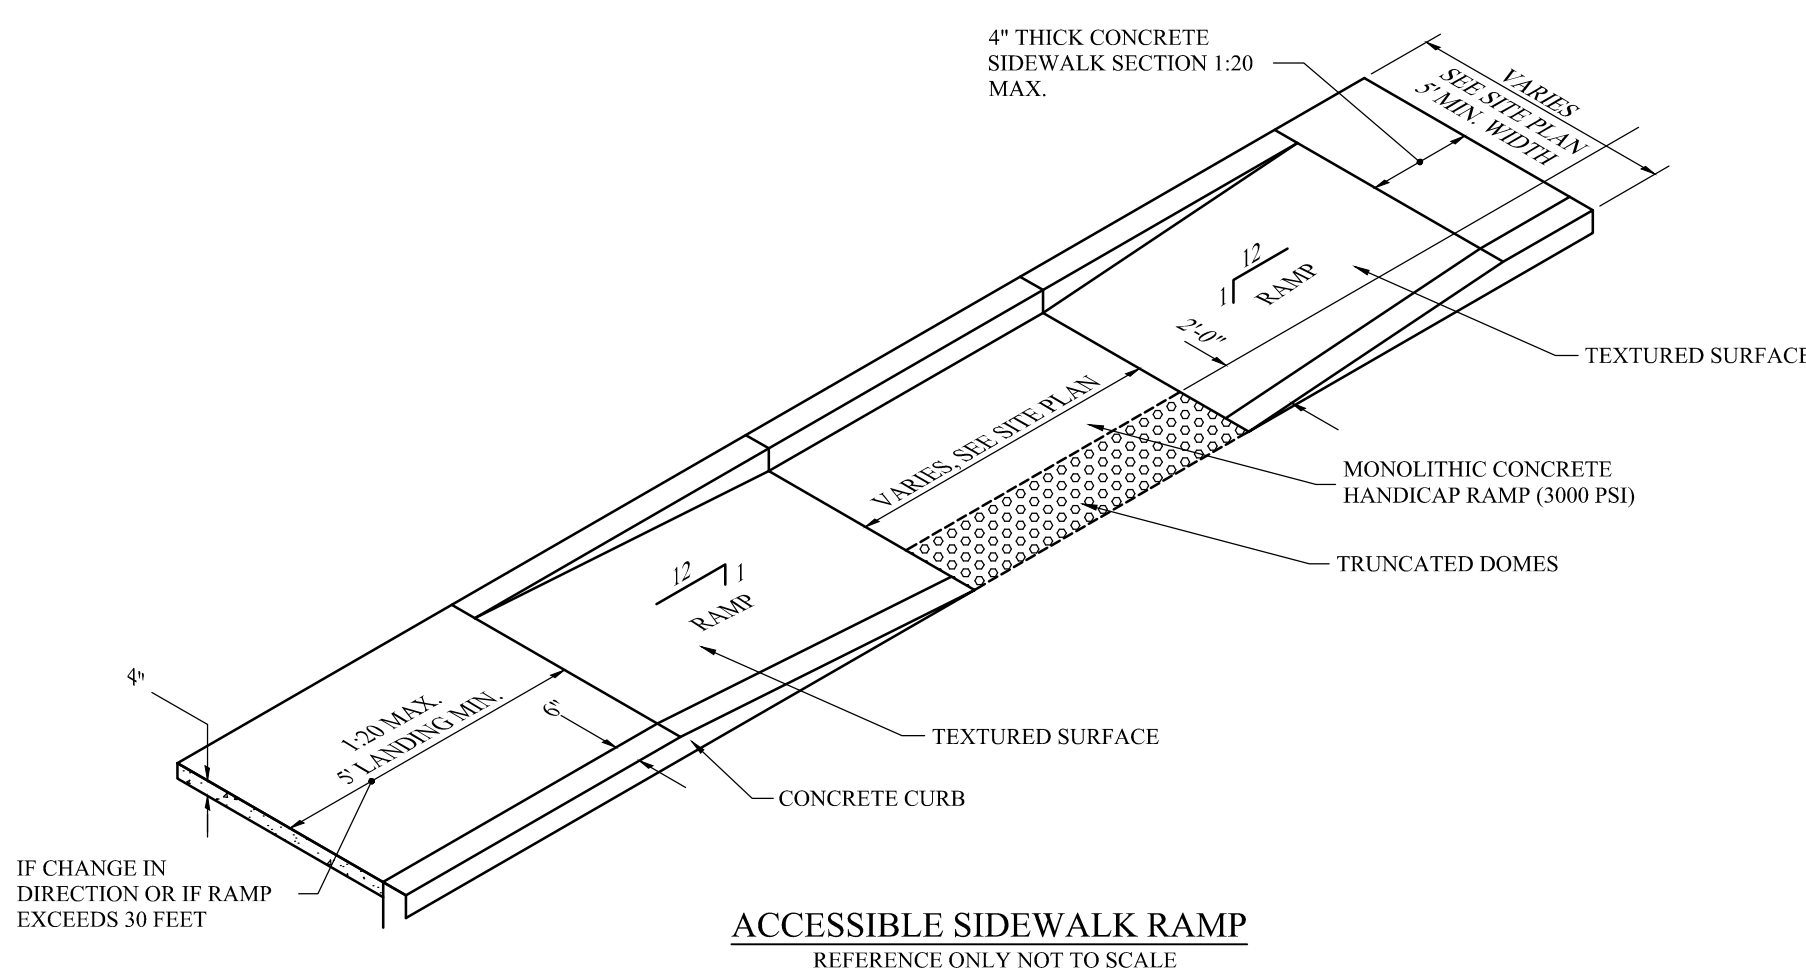 4" THICK CONCRETE
SIDEWALK SECTION 1:20
MAX.
VARIES
SEE SITE PLAN
5' MIN. WIDTH
12
1
RAMP
2'-0"
TEXTURED SURFACE
VARIES, SEE SITE PLAN
MONOLITHIC CONCRETE
HANDICAP RAMP (3000 PSI)
TRUNCATED DOMES
12
1
RAMP
4"
1:20 MAX.
5' LANDING MIN.
6"
TEXTURED SURFACE
CONCRETE CURB
IF CHANGE IN
DIRECTION OR IF RAMP
EXCEEDS 30 FEET
ACCESSIBLE SIDEWALK RAMP
REFERENCE ONLY NOT TO SCALE